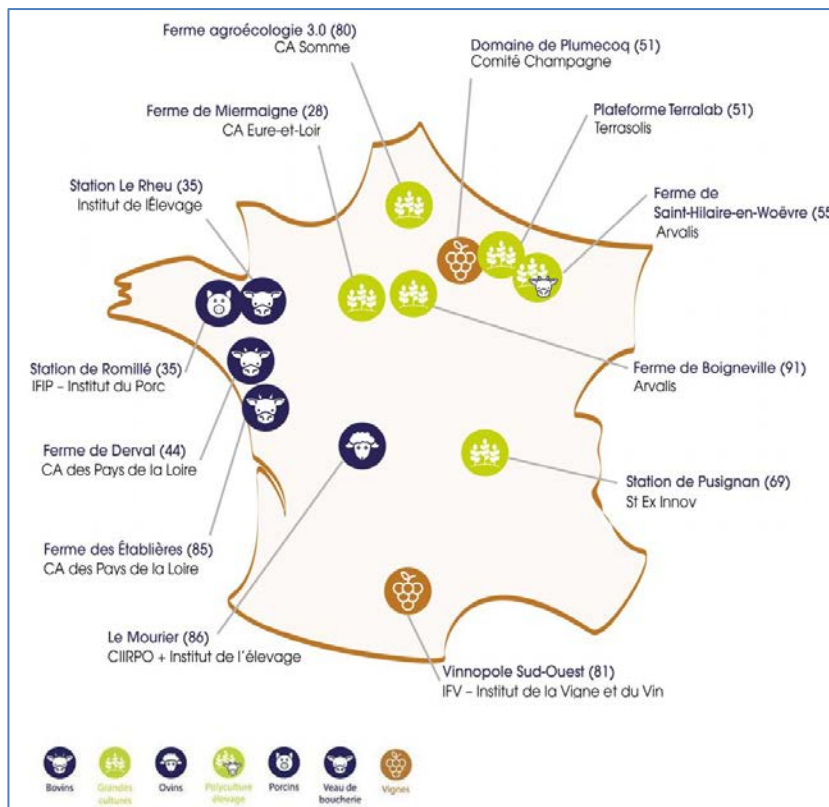 Ferme agroécologie 3.0 (80)
CA Somme
Domaine de Plumecoq (51)
Comité Champagne
Ferme de Miermaigne (28)
CA Eure-et-Loir
Plateforme Terralab (51)
Terrasolis
Station Le Rheu (35)
Institut de lÉlevage
Ferme de
Saint-Hilaire-en-Woëvre (55
Arvalis
Station de Romillé (35)
IFIP – Institut du Porc
Ferme de Boigneville (91)
Arvalis
Ferme de Derval (44)
CA des Pays de la Loire
Station de Pusignan (69)
St Ex Innov
Ferme des Établières (85)
CA des Pays de la Loire
Le Mourier (86)
CIIRPO + Institut de l'élevage
Vinnopole Sud-Ouest (81)
IFV – Institut de la Vigne et du Vin
Bovins
Grandes
cultures
Ovins
Polyculture
élevage
Porcins
Veau de
boucherie
Vignes